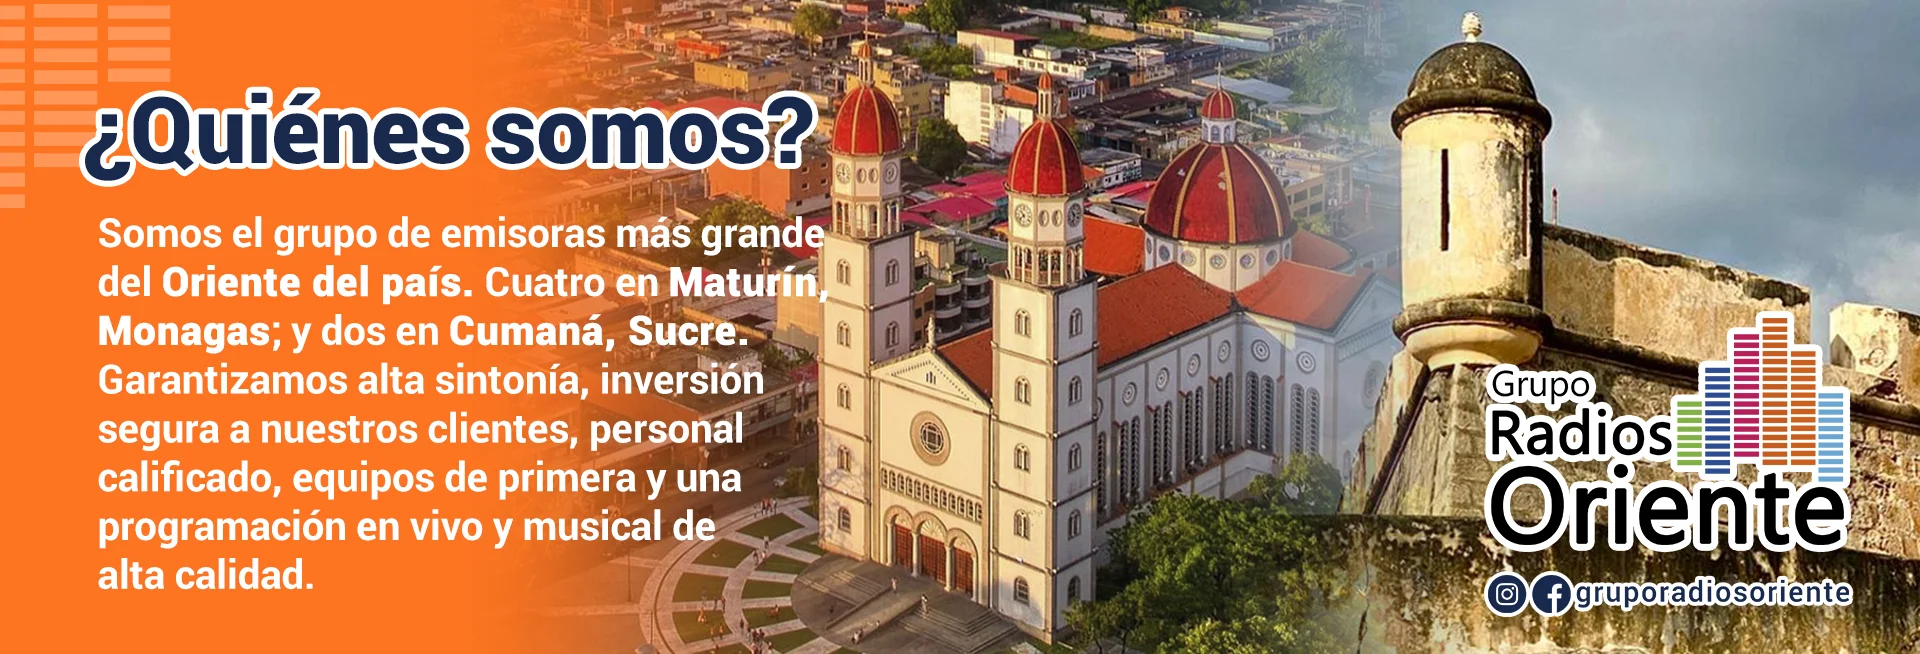 ¿Quiénes somos?
Somos el grupo de emisoras más grande
del Oriente del país. Cuatro en Maturín,
Monagas; y dos en Cumaná, Sucre.
Garantizamos alta sintonía, inversión
segura a nuestros clientes, personal
calificado, equipos de primera y una
programación en vivo y musical de
alta calidad.
Grupo
Radios
Oriente
gruporadiosoriente